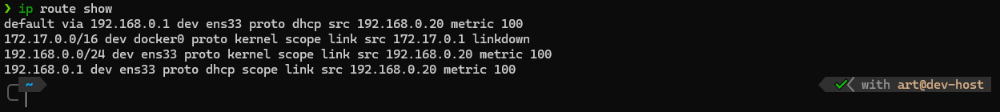 ❯ ip route show
default via 192.168.0.1 dev ens33 proto dhcp src 192.168.0.20 metric 100
172.17.0.0/16 dev docker0 proto kernel scope link src 172.17.0.1 linkdown
192.168.0.0/24 dev ens33 proto kernel scope link src 192.168.0.20 metric 100
192.168.0.1 dev ens33 proto dhcp scope link src 192.168.0.20 metric 100
~ ✔ with art@dev-host